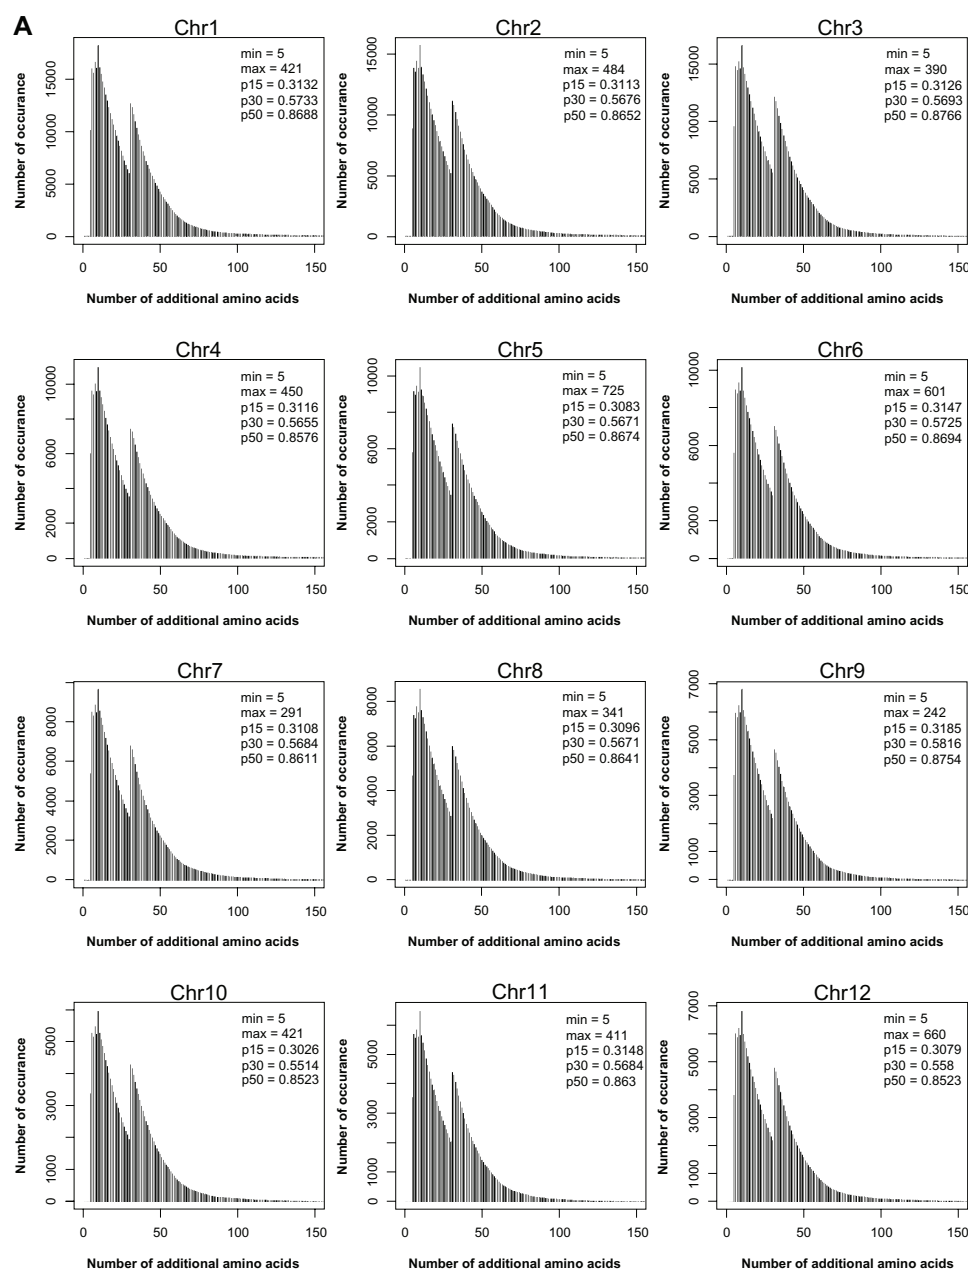 A
Chr1
Number of occurance
15000
10000
5000
0
min = 5
max = 421
p15 = 0.3132
p30 = 0.5733
p50 = 0.8688
0 50 100 150
Number of additional amino acids
Chr2
Number of occurance
15000
10000
5000
0
min = 5
max = 484
p15 = 0.3113
p30 = 0.5676
p50 = 0.8652
0 50 100 150
Number of additional amino acids
Chr3
Number of occurance
15000
10000
5000
0
min = 5
max = 390
p15 = 0.3126
p30 = 0.5693
p50 = 0.8766
0 50 100 150
Number of additional amino acids
Chr4
Number of occurance
10000
6000
2000
0
min = 5
max = 450
p15 = 0.3116
p30 = 0.5655
p50 = 0.8576
0 50 100 150
Number of additional amino acids
Chr5
Number of occurance
10000
6000
2000
0
min = 5
max = 725
p15 = 0.3083
p30 = 0.5671
p50 = 0.8674
0 50 100 150
Number of additional amino acids
Chr6
Number of occurance
10000
6000
2000
0
min = 5
max = 601
p15 = 0.3147
p30 = 0.5725
p50 = 0.8694
0 50 100 150
Number of additional amino acids
Chr7
Number of occurance
8000
6000
4000
2000
0
min = 5
max = 291
p15 = 0.3108
p30 = 0.5684
p50 = 0.8611
0 50 100 150
Number of additional amino acids
Chr8
Number of occurance
8000
6000
4000
2000
0
min = 5
max = 341
p15 = 0.3096
p30 = 0.5671
p50 = 0.8641
0 50 100 150
Number of additional amino acids
Chr9
Number of occurance
7000
5000
3000
1000
0
min = 5
max = 242
p15 = 0.3185
p30 = 0.5816
p50 = 0.8754
0 50 100 150
Number of additional amino acids
Chr10
Number of occurance
5000
3000
1000
0
min = 5
max = 421
p15 = 0.3026
p30 = 0.5514
p50 = 0.8523
0 50 100 150
Number of additional amino acids
Chr11
Number of occurance
5000
3000
1000
0
min = 5
max = 411
p15 = 0.3148
p30 = 0.5684
p50 = 0.863
0 50 100 150
Number of additional amino acids
Chr12
Number of occurance
7000
5000
3000
1000
0
min = 5
max = 660
p15 = 0.3079
p30 = 0.558
p50 = 0.8523
0 50 100 150
Number of additional amino acids